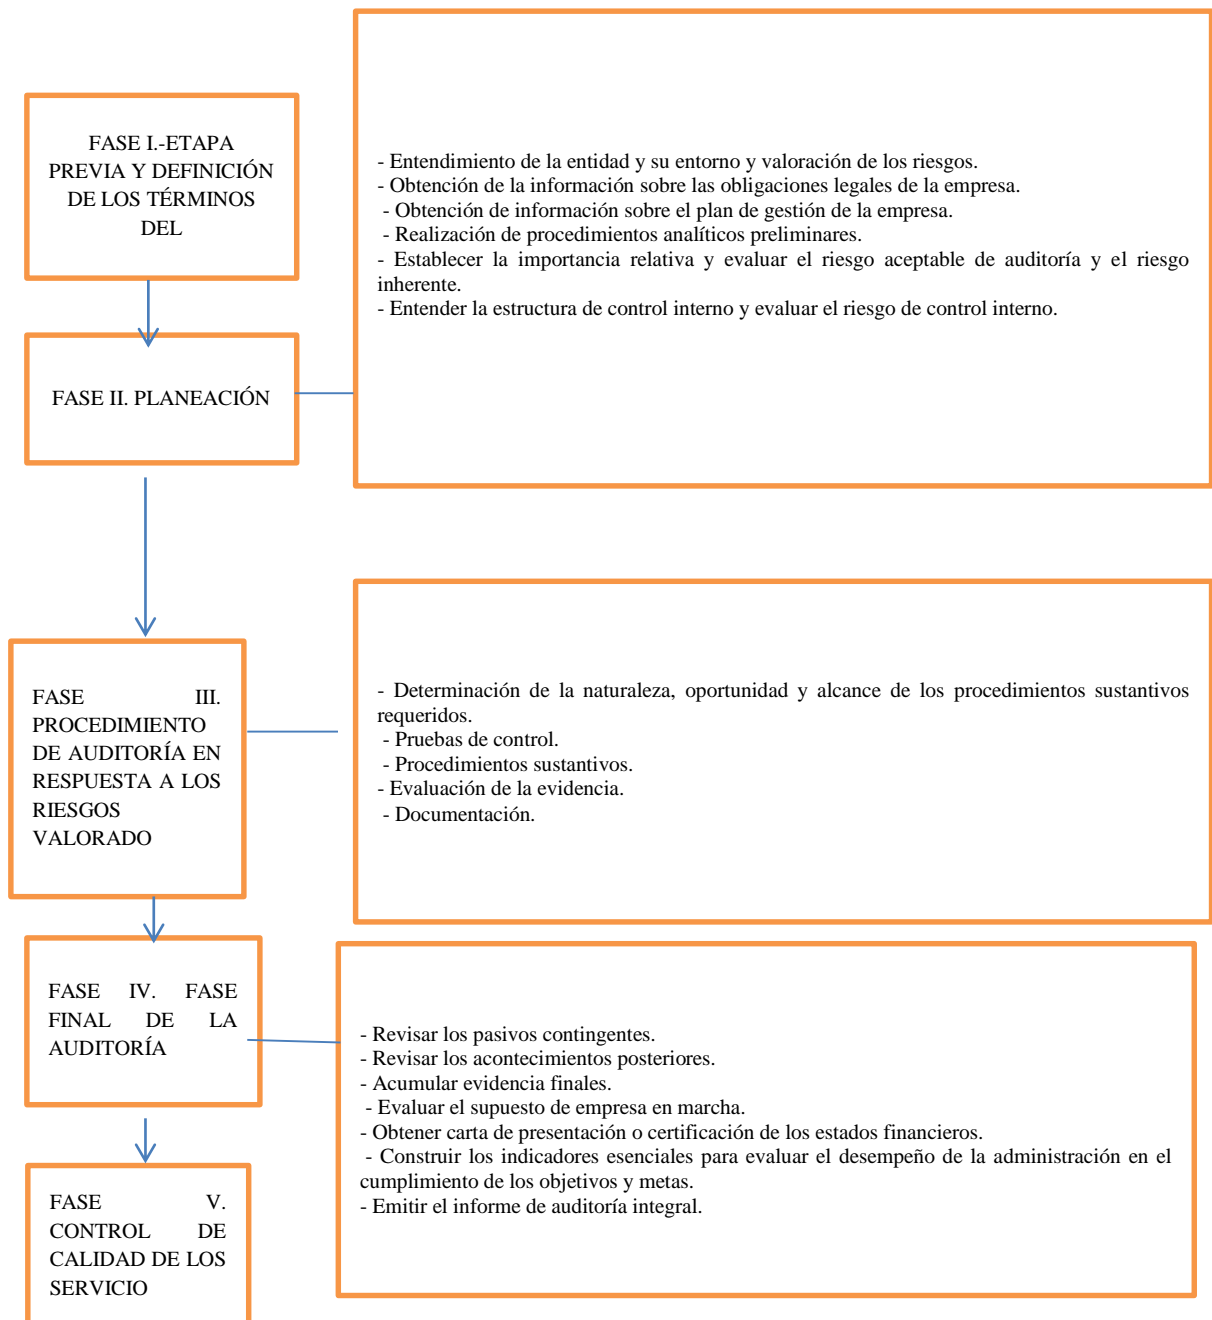 FASE I.-ETAPA
PREVIA Y DEFINICIÓN
DE LOS TÉRMINOS
DEL
FASE II. PLANEACIÓN
- Entendimiento de la entidad y su entorno y valoración de los riesgos.
- Obtención de la información sobre las obligaciones legales de la empresa.
- Obtención de información sobre el plan de gestión de la empresa.
- Realización de procedimientos analíticos preliminares.
- Establecer la importancia relativa y evaluar el riesgo aceptable de auditoría y el riesgo
inherente.
- Entender la estructura de control interno y evaluar el riesgo de control interno.
FASE III.
PROCEDIMIENTO
DE AUDITORÍA EN
RESPUESTA A LOS
RIESGOS
VALORADO
- Determinación de la naturaleza, oportunidad y alcance de los procedimientos sustantivos
requeridos.
- Pruebas de control.
- Procedimientos sustantivos.
- Evaluación de la evidencia.
- Documentación.
FASE IV. FASE
FINAL DE LA
AUDITORÍA
- Revisar los pasivos contingentes.
- Revisar los acontecimientos posteriores.
- Acumular evidencia finales.
- Evaluar el supuesto de empresa en marcha.
- Obtener carta de presentación o certificación de los estados financieros.
- Construir los indicadores esenciales para evaluar el desempeño de la administración en el
cumplimiento de los objetivos y metas.
- Emitir el informe de auditoría integral.
FASE V.
CONTROL DE
CALIDAD DE LOS
SERVICIO